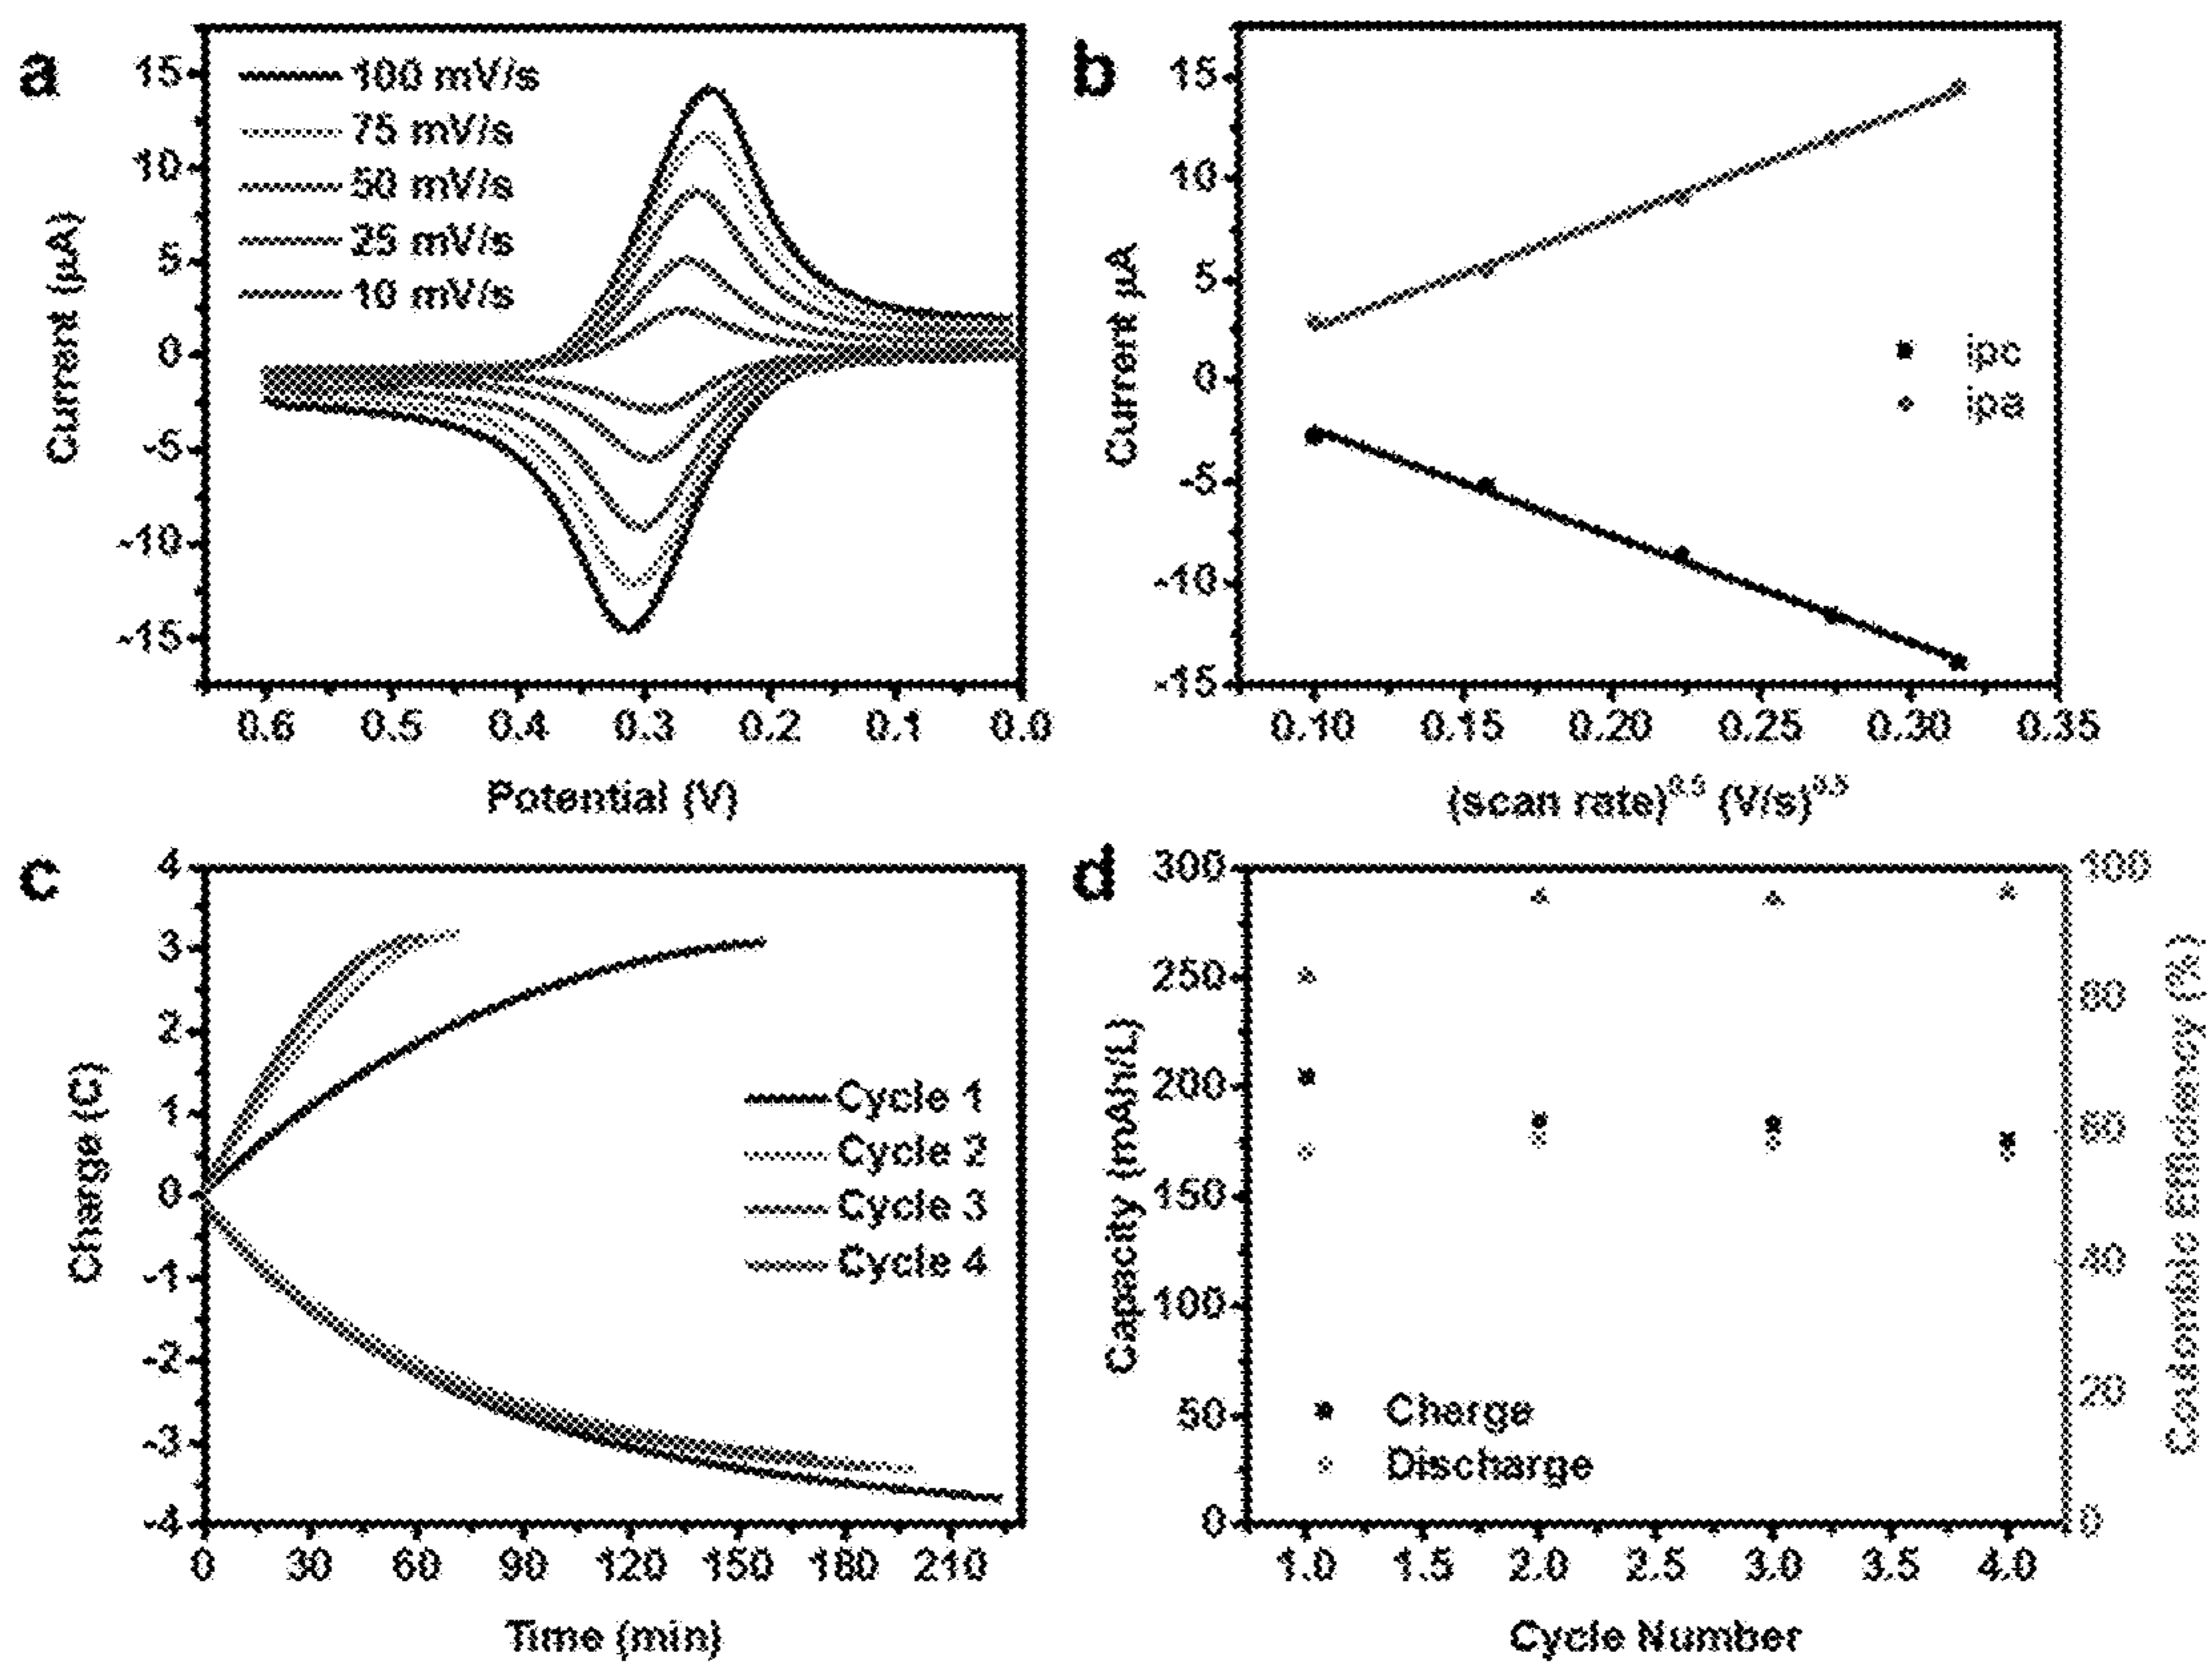 a
15
10
5
0
-5
-10
-15
Current (µA)
100 mV/s
75 mV/s
50 mV/s
25 mV/s
10 mV/s
0.6 0.5 0.4 0.3 0.2 0.1 0.0
Potential (V)
b
15
10
5
0
-5
-10
-15
Current µA
ipc
ipa
0.10 0.15 0.20 0.25 0.30 0.35
(scan rate)^0.5 (V/s)^0.5
c
4
3
2
1
0
-1
-2
-3
-4
Charge (C)
Cycle 1
Cycle 2
Cycle 3
Cycle 4
0 30 60 90 120 150 180 210
Time (min)
d
300
250
200
150
100
50
0
Capacity (mAh/L)
Charge
Discharge
100
80
60
40
20
0
Coulombic Efficiency (%)
1.0 1.5 2.0 2.5 3.0 3.5 4.0
Cycle Number